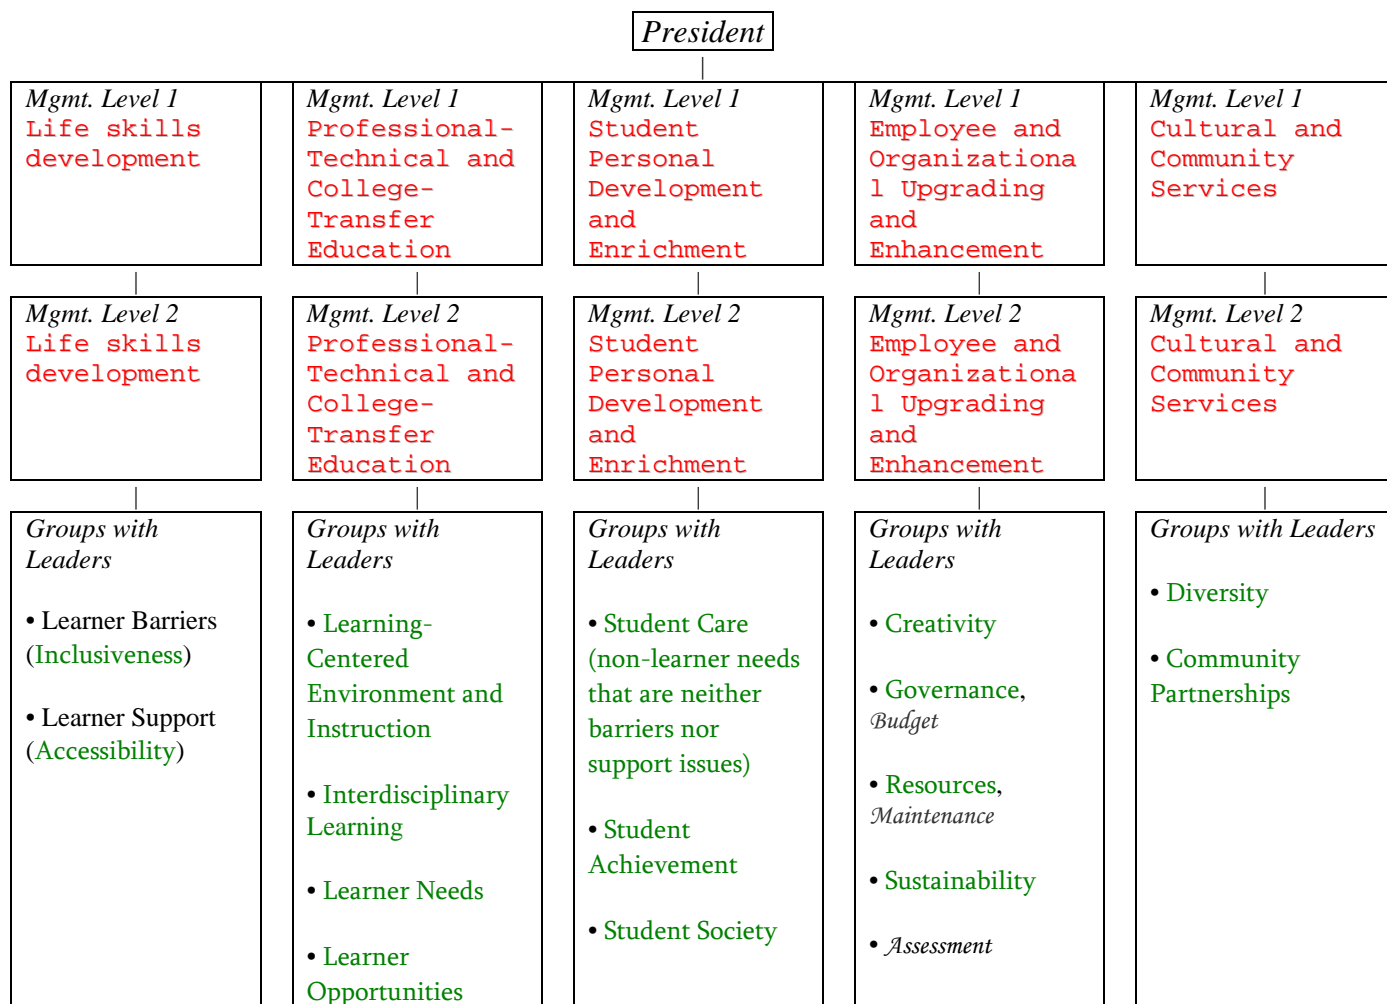 President
Mgmt. Level 1
Life skills
development
Mgmt. Level 1
Professional-
Technical and
College-
Transfer
Education
Mgmt. Level 1
Student
Personal
Development
and
Enrichment
Mgmt. Level 1
Employee and
Organizationa
l Upgrading
and
Enhancement
Mgmt. Level 1
Cultural and
Community
Services
Mgmt. Level 2
Life skills
development
Mgmt. Level 2
Professional-
Technical and
College-
Transfer
Education
Mgmt. Level 2
Student
Personal
Development
and
Enrichment
Mgmt. Level 2
Employee and
Organizationa
l Upgrading
and
Enhancement
Mgmt. Level 2
Cultural and
Community
Services
Groups with
Leaders
• Learner Barriers
(Inclusiveness)
• Learner Support
(Accessibility)
Groups with
Leaders
• Learning-
Centered
Environment and
Instruction
• Interdisciplinary
Learning
• Learner Needs
• Learner
Opportunities
Groups with
Leaders
• Student Care
(non-learner needs
that are neither
barriers nor
support issues)
• Student
Achievement
• Student Society
Groups with
Leaders
• Creativity
• Governance,
Budget
• Resources,
Maintenance
• Sustainability
• Assessment
Groups with Leaders
• Diversity
• Community
Partnerships